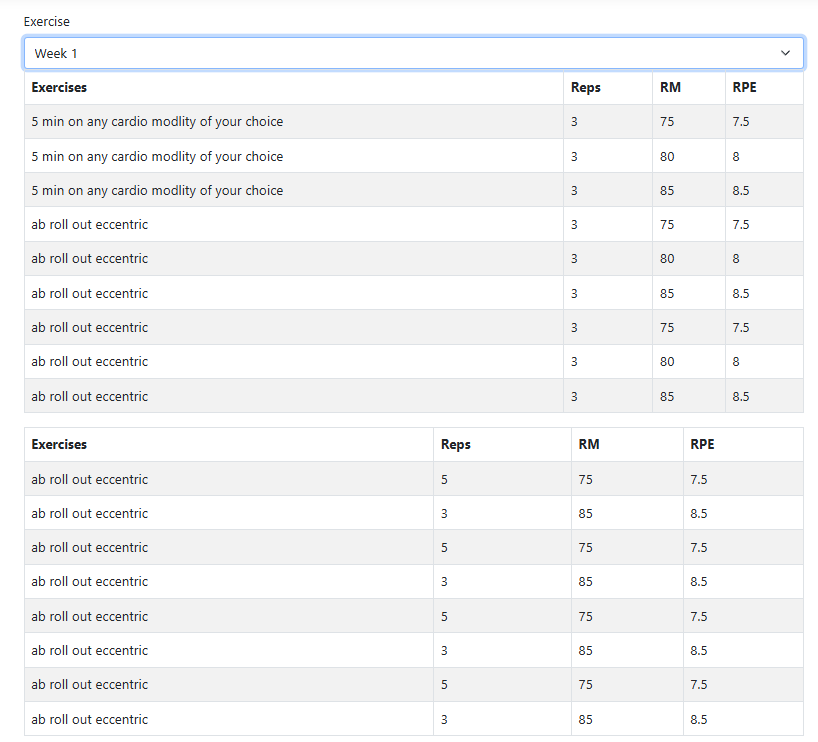 Exercise
Week 1
Exercises Reps RM RPE
5 min on any cardio modlity of your choice 3 75 7.5
5 min on any cardio modlity of your choice 3 80 8
5 min on any cardio modlity of your choice 3 85 8.5
ab roll out eccentric 3 75 7.5
ab roll out eccentric 3 80 8
ab roll out eccentric 3 85 8.5
ab roll out eccentric 3 75 7.5
ab roll out eccentric 3 80 8
ab roll out eccentric 3 85 8.5
Exercises Reps RM RPE
ab roll out eccentric 5 75 7.5
ab roll out eccentric 3 85 8.5
ab roll out eccentric 5 75 7.5
ab roll out eccentric 3 85 8.5
ab roll out eccentric 5 75 7.5
ab roll out eccentric 3 85 8.5
ab roll out eccentric 5 75 7.5
ab roll out eccentric 3 85 8.5